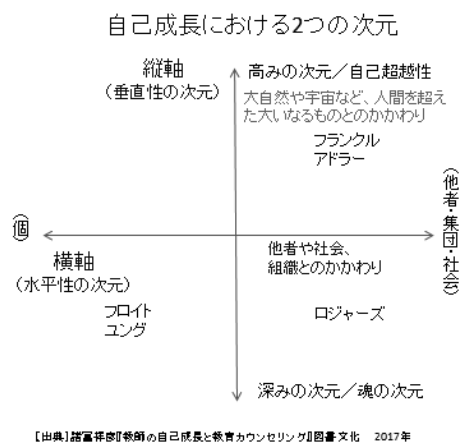 自己成長における2つの次元
縦軸
(垂直性の次元)
高みの次元／自己超越性
大自然や宇宙など、人間を超え
た大いなるものとのかかわり
フランクル
アドラー
(個)
(他者・集団・社会)
横軸
(水平性の次元)
他者や社会、
組織とのかかわり
フロイト
ユング
ロジャーズ
深みの次元／魂の次元
【出典】諸富祥彦『教師の自己成長と教育カウンセリング』図書文化　2017年